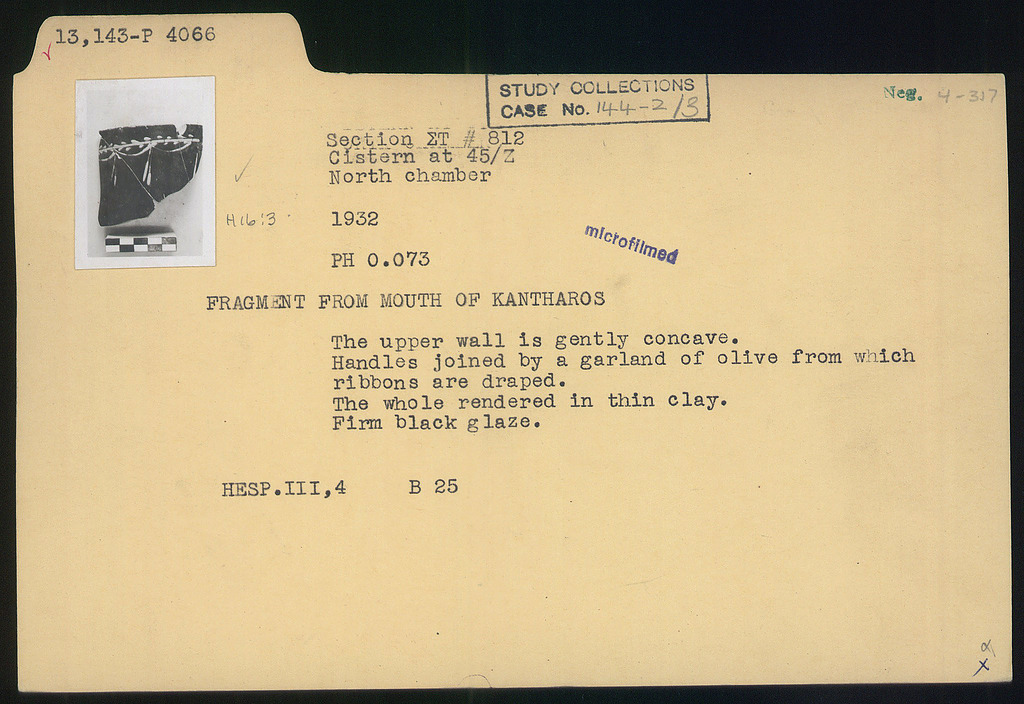 13,143-P 4066
STUDY COLLECTIONS
CASE No. 144-2/3
Neg. 4-317
Section ΣΤ # 812
Cistern at 45/Z
North chamber
H16:3 1932
microfilmed
PH 0.073
FRAGMENT FROM MOUTH OF KANTHAROS
The upper wall is gently concave.
Handles joined by a garland of olive from which
ribbons are draped.
The whole rendered in thin clay.
Firm black glaze.
HESP.III,4 B 25
α
x